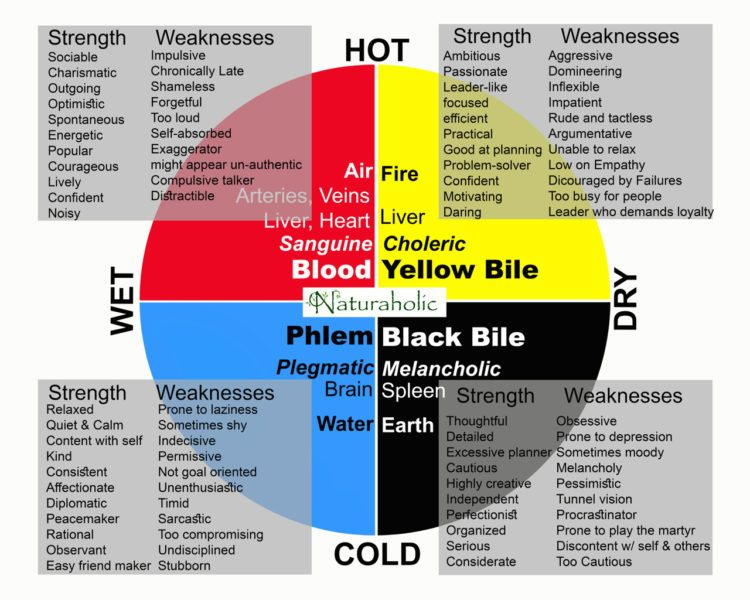 HOT
Strength Weaknesses
Sociable Impulsive
Charismatic Chronically Late
Outgoing Shameless
Optimistic Forgetful
Spontaneous Too loud
Energetic Self-absorbed
Popular Exaggerator
Courageous might appear un-authentic
Lively Compulsive talker
Confident Distractible
Noisy
Strength Weaknesses
Ambitious Aggressive
Passionate Domineering
Leader-like Inflexible
focused Impatient
efficient Rude and tactless
Practical Argumentative
Good at planning Unable to relax
Problem-solver Low on Empathy
Confident Dicouraged by Failures
Motivating Too busy for people
Daring Leader who demands loyalty
Air
Arteries, Veins
Liver, Heart
Sanguine
Blood
Fire
Liver
Choleric
Yellow Bile
WET
Naturaholic
DRY
Phlem
Plegmatic
Brain
Water
Black Bile
Melancholic
Spleen
Earth
Strength Weaknesses
Relaxed Prone to laziness
Quiet & Calm Sometimes shy
Content with self Indecisive
Kind Permissive
Consistent Not goal oriented
Affectionate Unenthusiastic
Diplomatic Timid
Peacemaker Sarcastic
Rational Too compromising
Observant Undisciplined
Easy friend maker Stubborn
Strength Weaknesses
Thoughtful Obsessive
Detailed Prone to depression
Excessive planner Sometimes moody
Cautious Melancholy
Highly creative Pessimistic
Independent Tunnel vision
Perfectionist Procrastinator
Organized Prone to play the martyr
Serious Discontent w/ self & others
Considerate Too Cautious
COLD